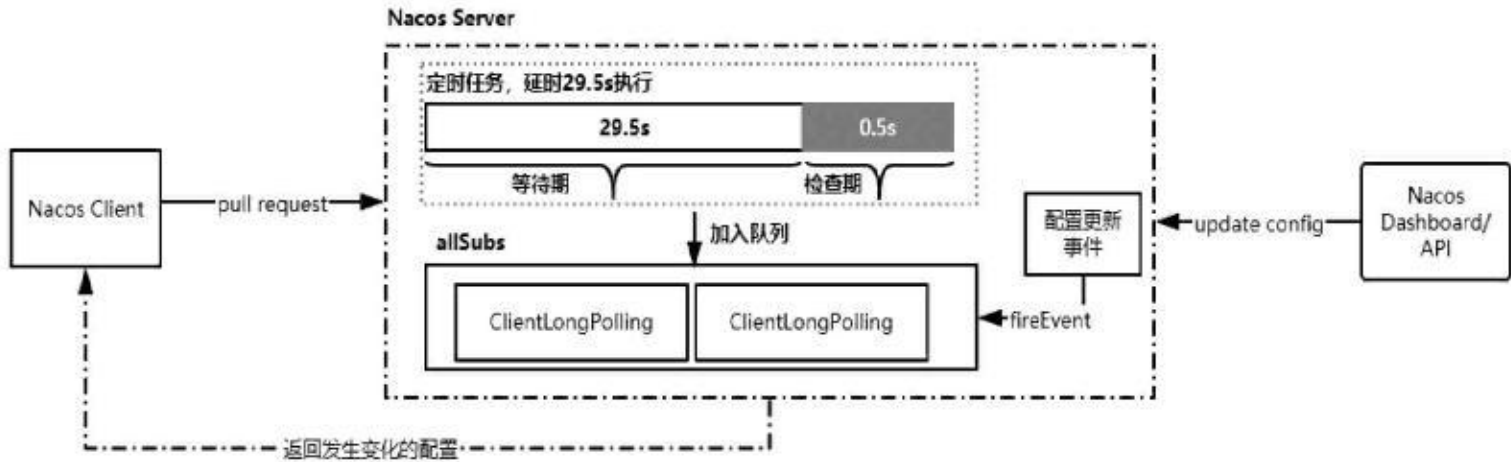 Nacos Server
定时任务，延时29.5s执行
29.5s
0.5s
等待期
检查期
Nacos Client
pull request
加入队列
allSubs
ClientLongPolling
ClientLongPolling
配置更新
事件
fireEvent
update config
Nacos
Dashboard/
API
返回发生变化的配置